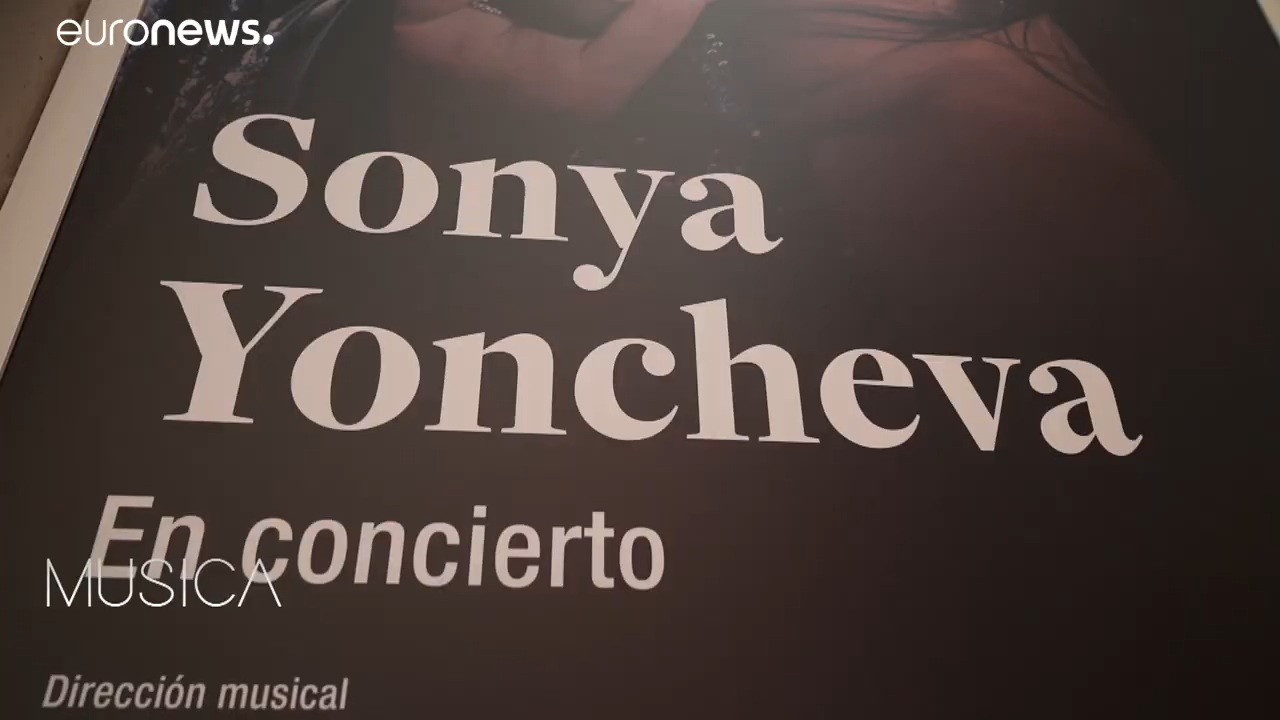 euronews.
Sonya
Yoncheva
En concierto
MUSICA
Dirección musical